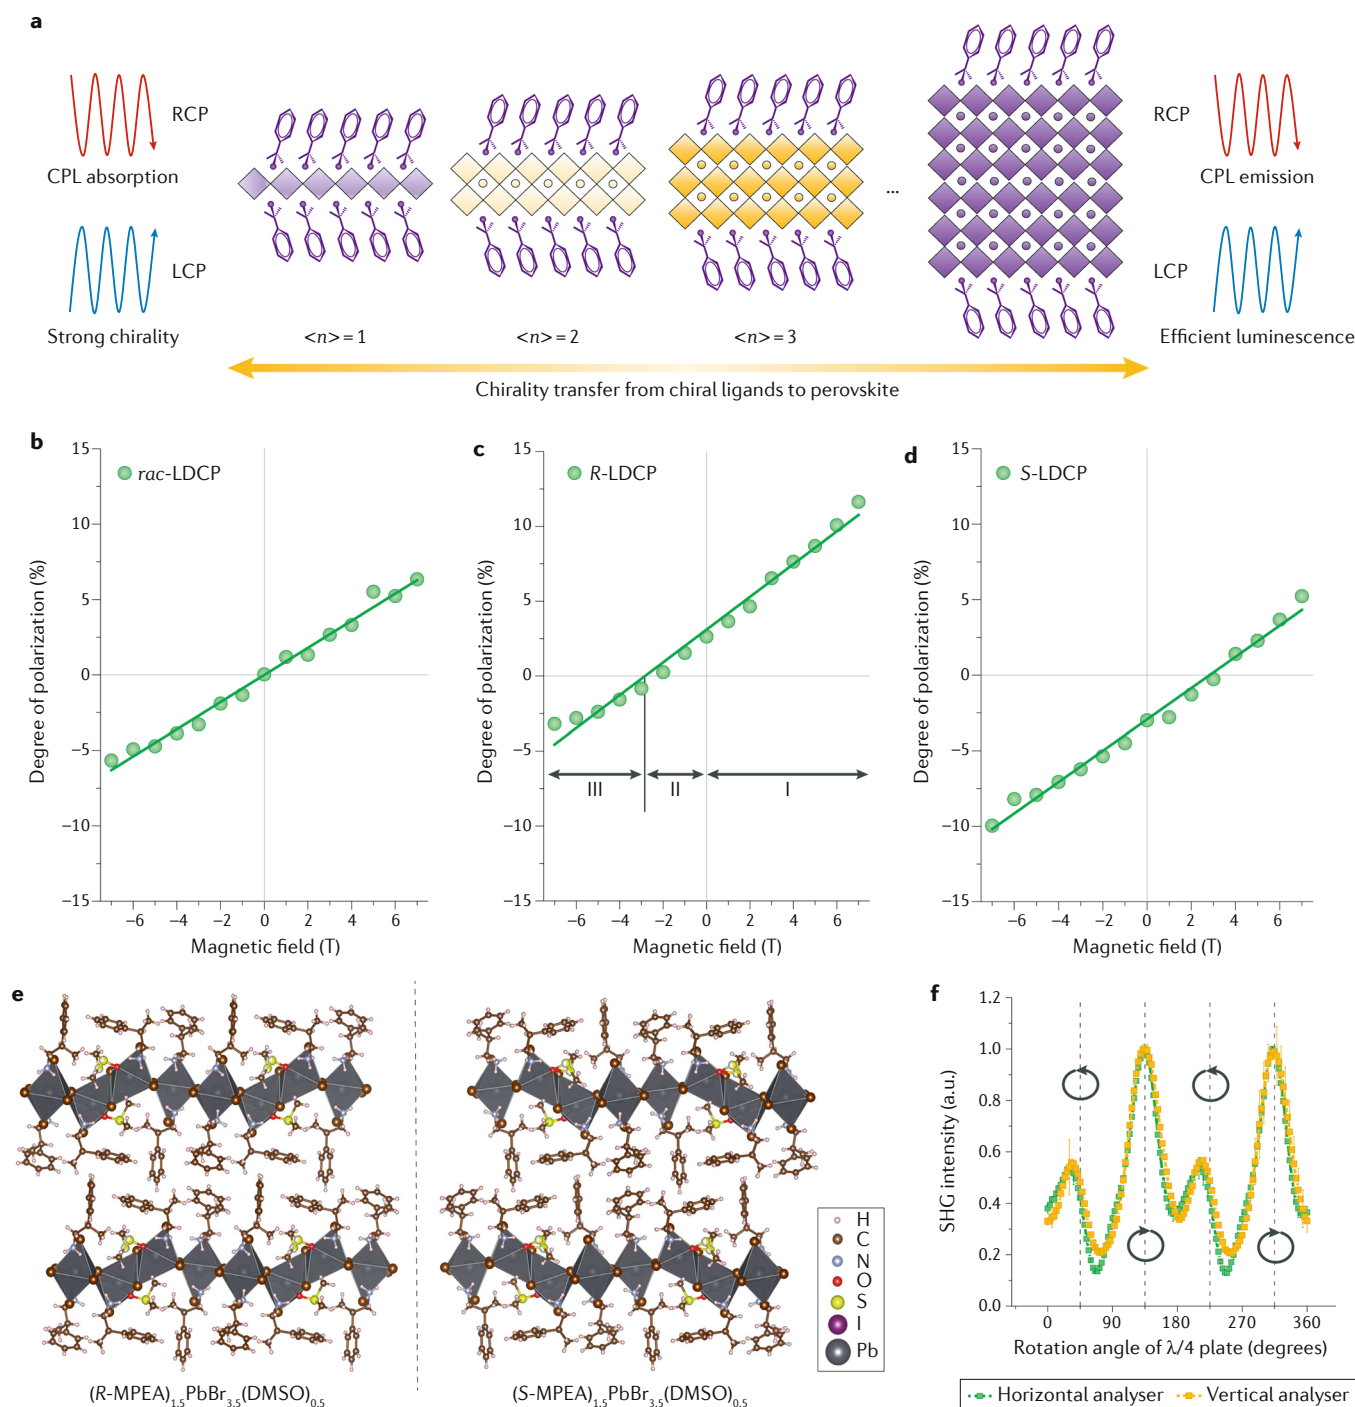 a
RCP
CPL absorption
LCP
Strong chirality
<n> = 1
<n> = 2
<n> = 3
...
RCP
CPL emission
LCP
Efficient luminescence
Chirality transfer from chiral ligands to perovskite
b
rac-LDCP
Degree of polarization (%)
15
10
5
0
−5
−10
−15
−6 −4 −2 0 2 4 6
Magnetic field (T)
c
R-LDCP
Degree of polarization (%)
15
10
5
0
−5
−10
−15
III II I
−6 −4 −2 0 2 4 6
Magnetic field (T)
d
S-LDCP
Degree of polarization (%)
15
10
5
0
−5
−10
−15
−6 −4 −2 0 2 4 6
Magnetic field (T)
e
H
C
N
O
S
I
Pb
(R-MPEA)1.5PbBr3.5(DMSO)0.5
(S-MPEA)1.5PbBr3.5(DMSO)0.5
f
SHG intensity (a.u.)
1.2
1.0
0.8
0.6
0.4
0.2
0.0
0 90 180 270 360
Rotation angle of λ/4 plate (degrees)
Horizontal analyser Vertical analyser